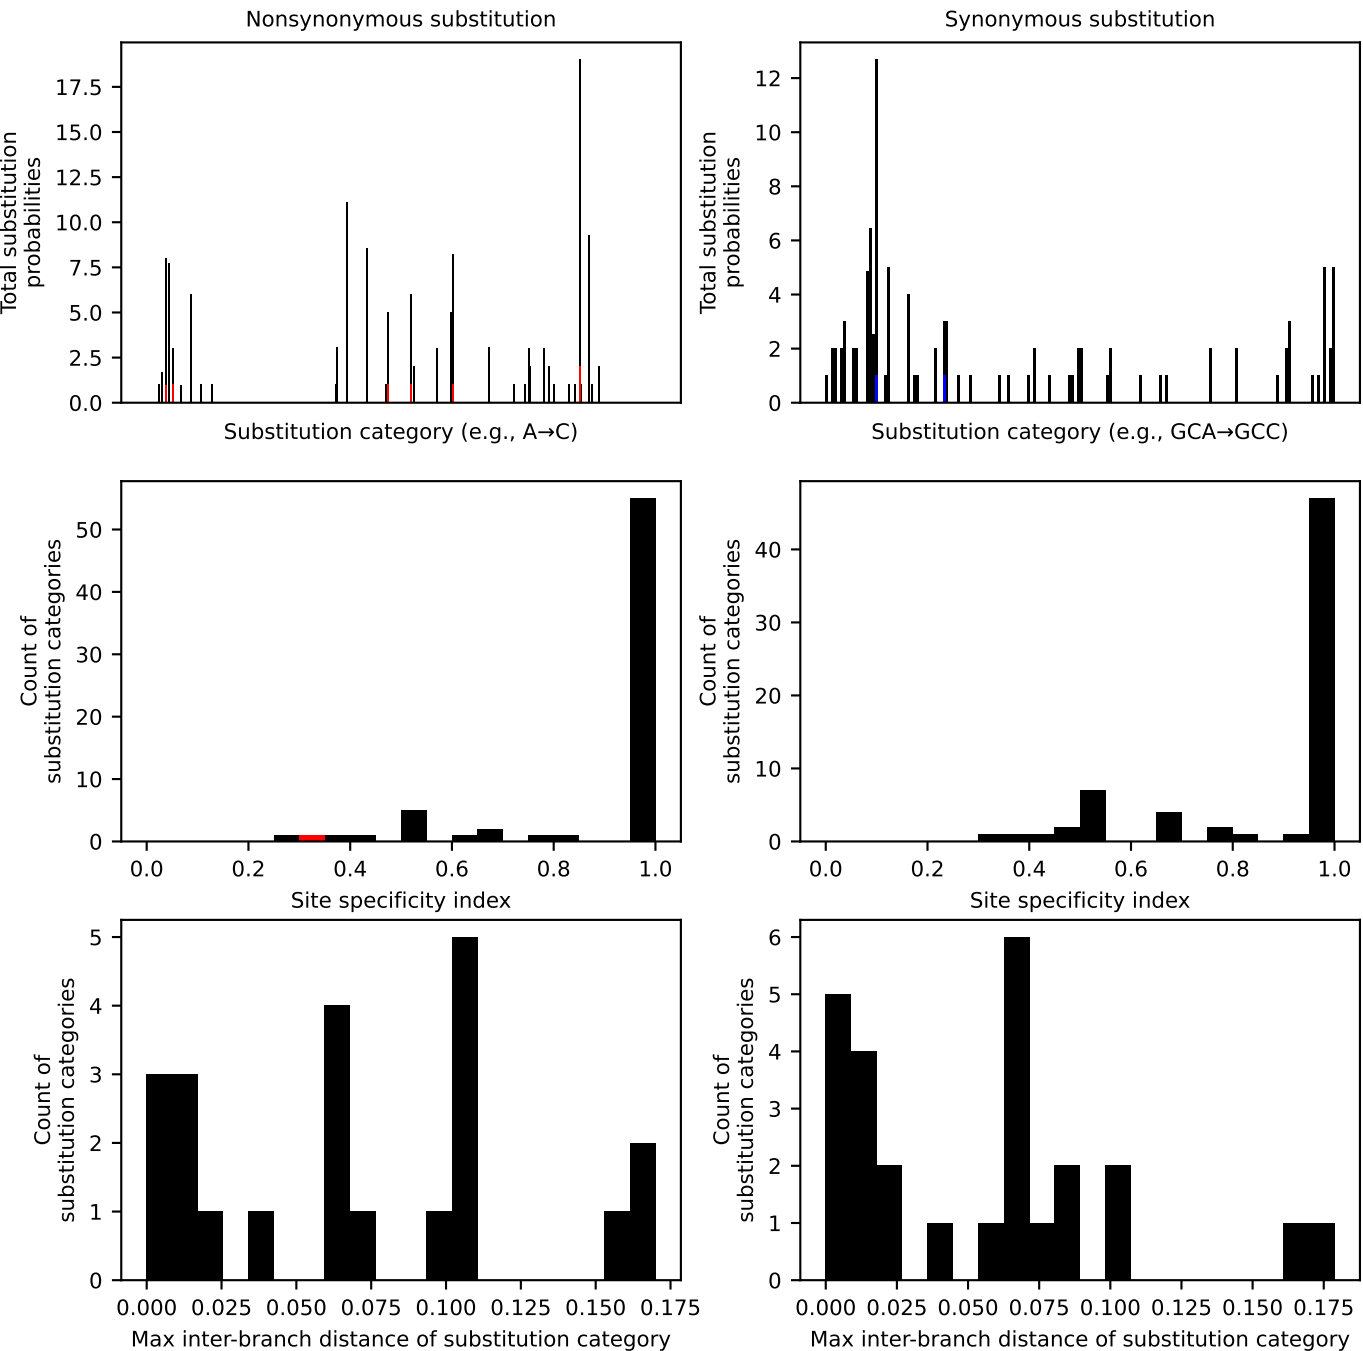 Nonsynonymous substitution
Total substitution
probabilities
17.5
15.0
12.5
10.0
7.5
5.0
2.5
0.0
Substitution category (e.g., A→C)
Synonymous substitution
Total substitution
probabilities
12
10
8
6
4
2
0
Substitution category (e.g., GCA→GCC)
Count of
substitution categories
50
40
30
20
10
0
0.0 0.2 0.4 0.6 0.8 1.0
Site specificity index
Count of
substitution categories
40
30
20
10
0
0.0 0.2 0.4 0.6 0.8 1.0
Site specificity index
Count of
substitution categories
5
4
3
2
1
0
0.000 0.025 0.050 0.075 0.100 0.125 0.150 0.175
Max inter-branch distance of substitution category
Count of
substitution categories
6
5
4
3
2
1
0
0.000 0.025 0.050 0.075 0.100 0.125 0.150 0.175
Max inter-branch distance of substitution category